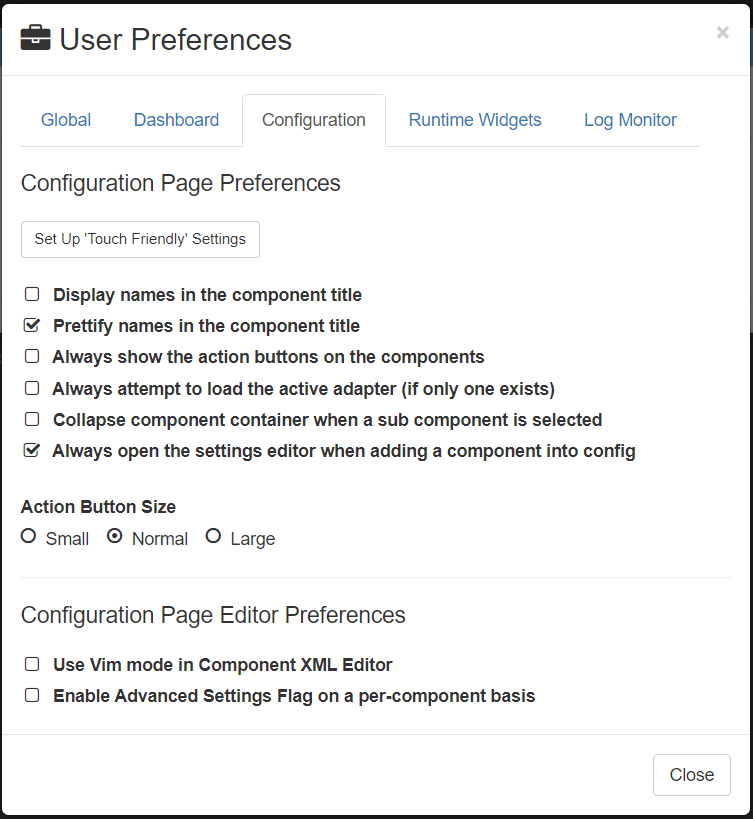 User Preferences
×
Global Dashboard Configuration Runtime Widgets Log Monitor
Configuration Page Preferences
Set Up 'Touch Friendly' Settings
Display names in the component title
Prettify names in the component title
Always show the action buttons on the components
Always attempt to load the active adapter (if only one exists)
Collapse component container when a sub component is selected
Always open the settings editor when adding a component into config
Action Button Size
Small Normal Large
Configuration Page Editor Preferences
Use Vim mode in Component XML Editor
Enable Advanced Settings Flag on a per-component basis
Close